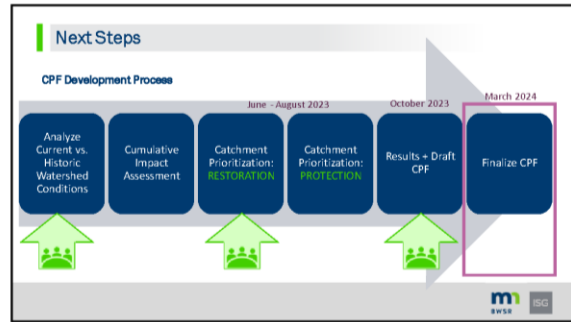 Next Steps
CPF Development Process
June - August 2023
October 2023
March 2024
Analyze
Current vs.
Historic
Watershed
Conditions
Cumulative
Impact
Assessment
Catchment
Prioritization:
RESTORATION
Catchment
Prioritization:
PROTECTION
Results + Draft
CPF
Finalize CPF
mn
BWSR
ISG